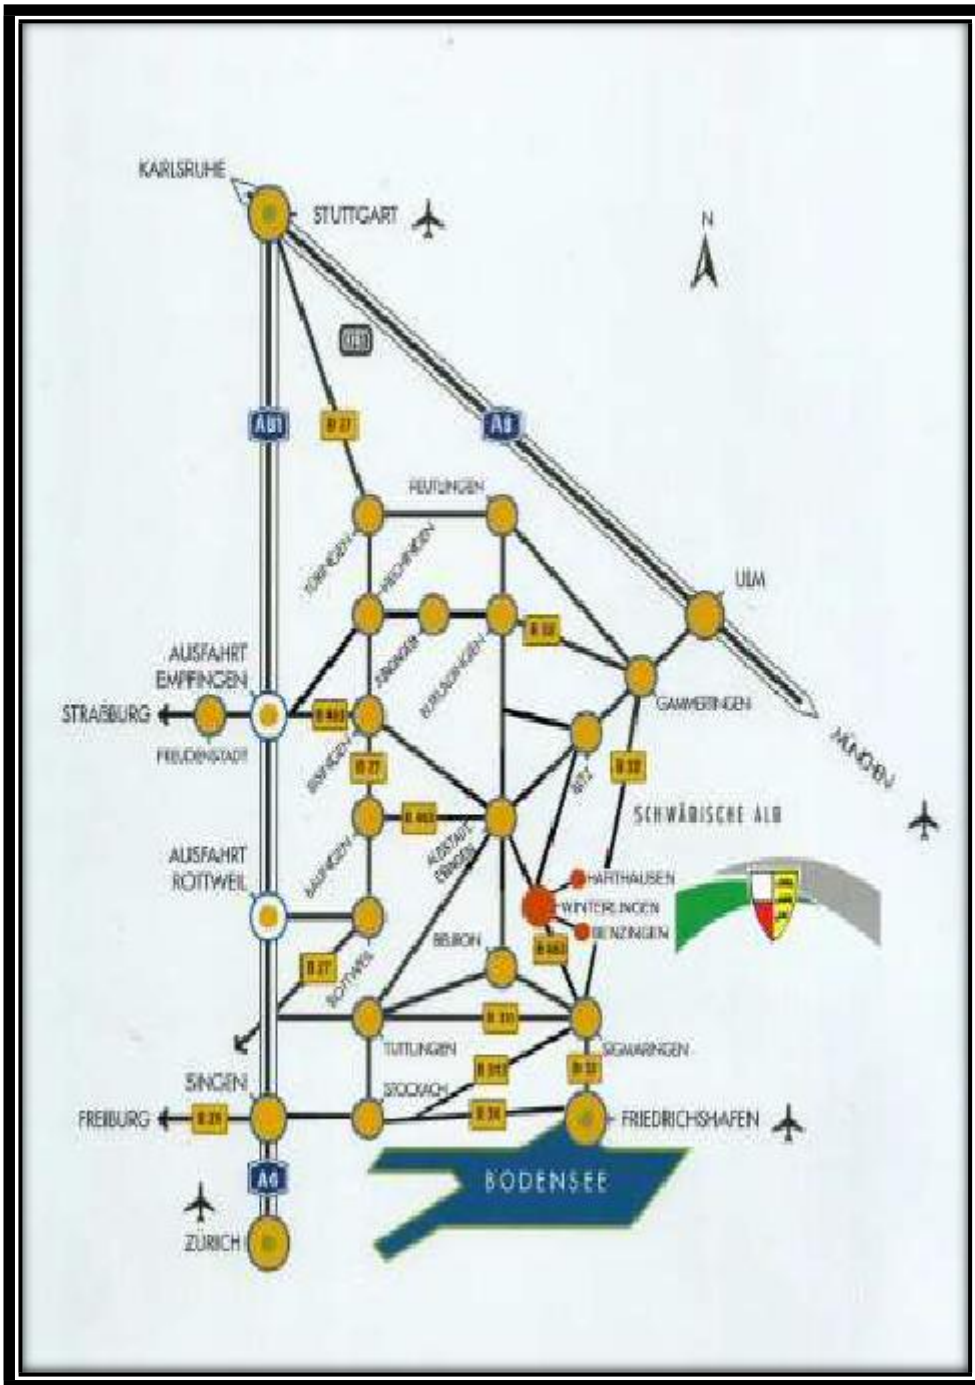 KARLSRUHE
STUTTGART
N
A81
B 27
A8
REUTLINGEN
TÜBINGEN
HECHINGEN
ULM
JUNGINGEN
BURLADINGEN
B 32
AUSFAHRT
EMPFINGEN
GAMMERTINGEN
STRAßBURG
B 463
FREUDENSTADT
BISINGEN
B 27
BITZ
B 32
MÜNCHEN
SCHWÄBISCHE ALB
B 463
BALINGEN
ALBSTADT
EBINGEN
AUSFAHRT
ROTTWEIL
HARTHAUSEN
WINTERLINGEN
BENZINGEN
BEURON
B 463
B 27
ROTTWEIL
B 311
TUTTLINGEN
SIGMARINGEN
B 313
B 32
SINGEN
STOCKACH
FREIBURG
B 31
FRIEDRICHSHAFEN
A4
BODENSEE
ZÜRICH